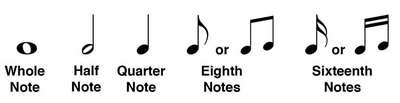 or or
Whole Half Quarter Eighth Sixteenth
Note Note Note Notes Notes